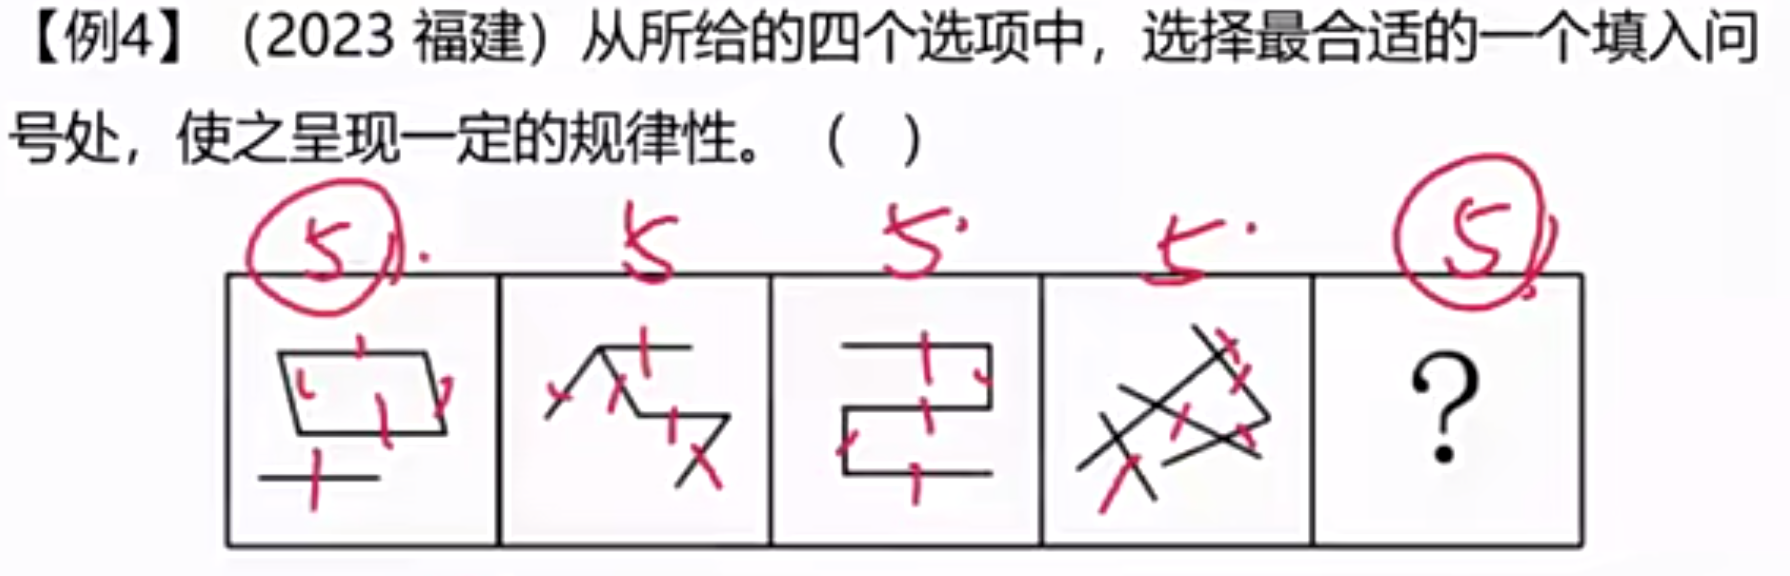 【例4】（2023 福建）从所给的四个选项中，选择最合适的一个填入问
号处，使之呈现一定的规律性。（ ）
5 5 5 5 5
？